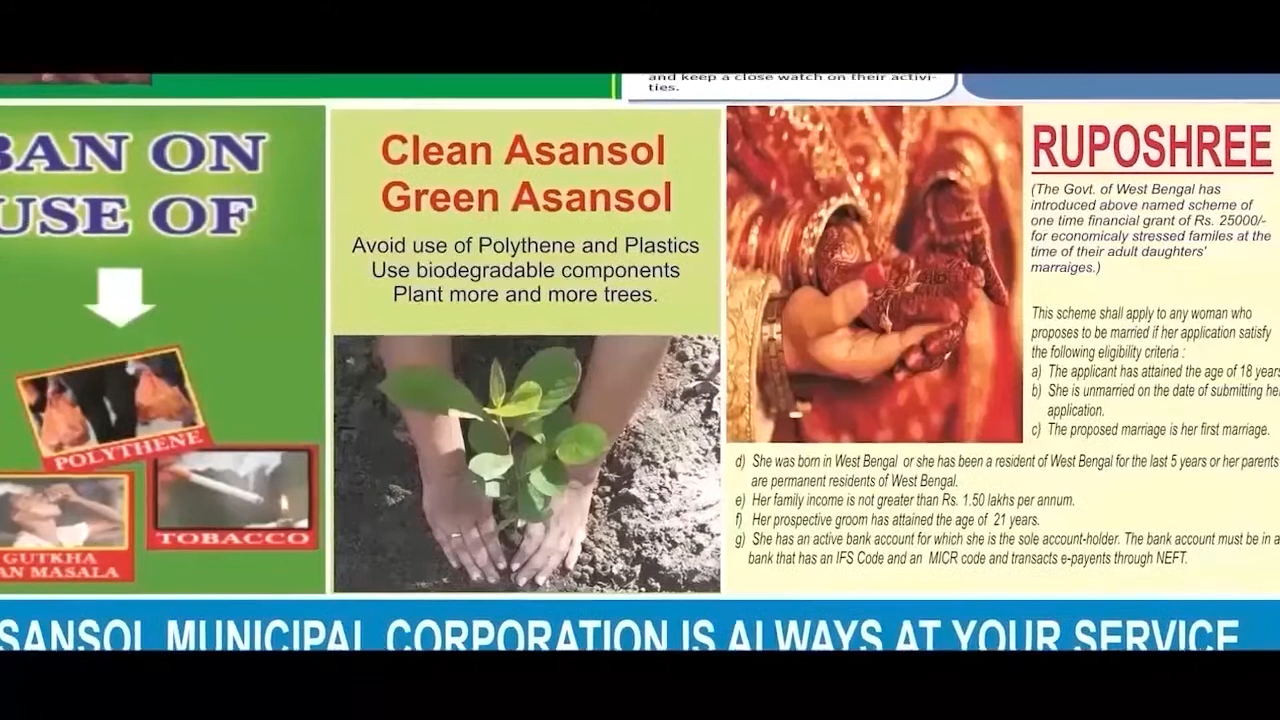 and keep a close watch on their activi-
ties.
BAN ON
USE OF
POLYTHENE
TOBACCO
GUTKHA
PAN MASALA
Clean Asansol
Green Asansol
Avoid use of Polythene and Plastics
Use biodegradable components
Plant more and more trees.
RUPOSHREE
(The Govt. of West Bengal has
introduced above named scheme of
one time financial grant of Rs. 25000/-
for economicaly stressed familes at the
time of their adult daughters'
marraiges.)
This scheme shall apply to any woman who
proposes to be married if her application satisfy
the following eligibility criteria :
a) The applicant has attained the age of 18 years
b) She is unmarried on the date of submitting her
application.
c) The proposed marriage is her first marriage.
d) She was born in West Bengal or she has been a resident of West Bengal for the last 5 years or her parents
are permanent residents of West Bengal.
e) Her family income is not greater than Rs. 1.50 lakhs per annum.
f) Her prospective groom has attained the age of 21 years.
g) She has an active bank account for which she is the sole account-holder. The bank account must be in a
bank that has an IFS Code and an MICR code and transacts e-payents through NEFT.
ASANSOL MUNICIPAL CORPORATION IS ALWAYS AT YOUR SERVICE